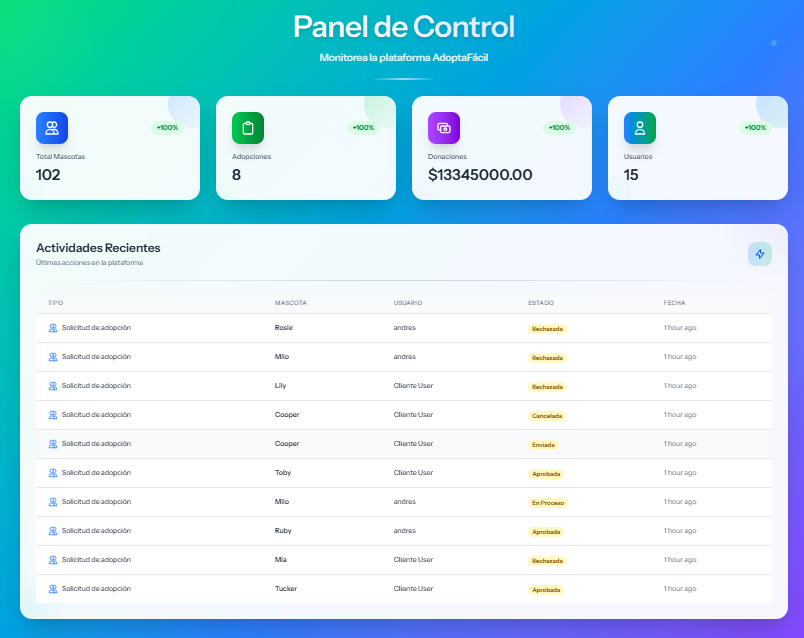 Panel de Control
Monitorea la plataforma AdoptaFácil
+100%
Total Mascotas
102
+100%
Adopciones
8
+100%
Donaciones
$13345000.00
+100%
Usuarios
15
Actividades Recientes
Últimas acciones en la plataforma
TIPO MASCOTA USUARIO ESTADO FECHA
Solicitud de adopción Rosie andres Rechazada 1 hour ago
Solicitud de adopción Milo andres Rechazada 1 hour ago
Solicitud de adopción Lily Cliente User Rechazada 1 hour ago
Solicitud de adopción Cooper Cliente User Cancelada 1 hour ago
Solicitud de adopción Cooper Cliente User Enviada 1 hour ago
Solicitud de adopción Toby Cliente User Aprobada 1 hour ago
Solicitud de adopción Milo andres En Proceso 1 hour ago
Solicitud de adopción Ruby andres Aprobada 1 hour ago
Solicitud de adopción Mia Cliente User Rechazada 1 hour ago
Solicitud de adopción Tucker Cliente User Aprobada 1 hour ago